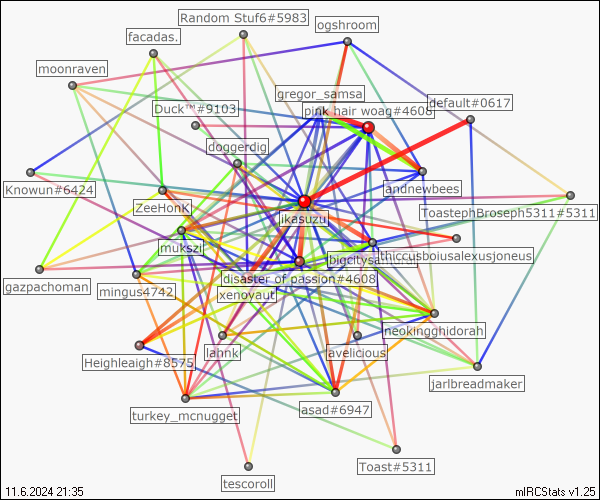 Random Stuf6#5983
ogshroom
facadas.
moonraven
gregor_samsa
default#0617
Duck™#9103
pink hair woag#4608
doggerdig
Knowun#6424
andnewbees
ZeeHonK
ToastephBroseph5311#5311
ikasuzu
mukszi
thiccusboiusalexusjoneus
gazpachoman
disaster of passion#4608
mingus4742
xenovaut
neokingghidorah
Heighleaigh#8575
lahnk
avelicious
jarlbreadmaker
turkey_mcnugget
asad#6947
Toast#5311
tescoroll
11.6.2024 21:35
mIRCStats v1.25